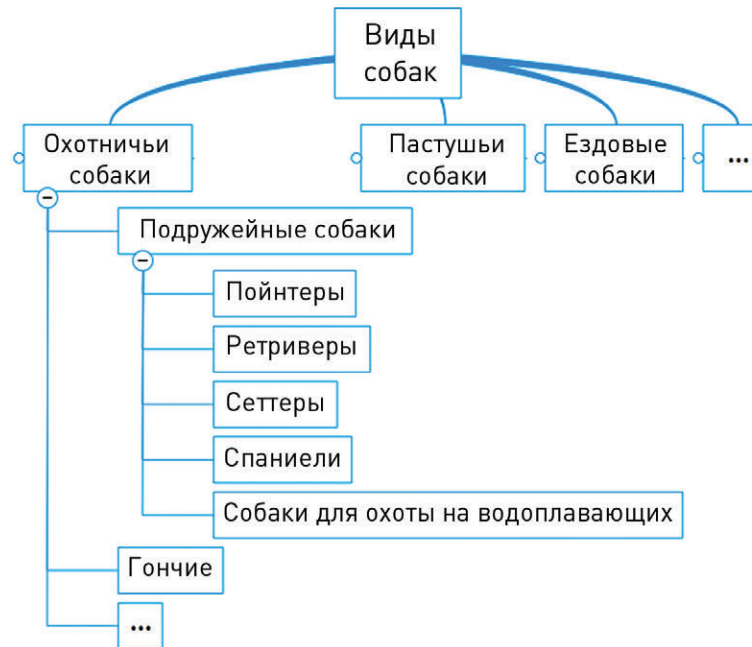 Виды
собак
Охотничьи
собаки
Пастушьи
собаки
Ездовые
собаки
...
Подружейные собаки
Пойнтеры
Ретриверы
Сеттеры
Спаниели
Собаки для охоты на водоплавающих
Гончие
...